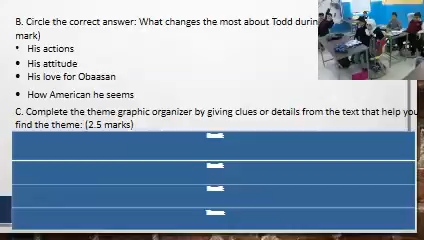 B. Circle the correct answer: What changes the most about Todd durin
mark)
• His actions
• His attitude
• His love for Obaasan
• How American he seems
C. Complete the theme graphic organizer by giving clues or details from the text that help you
find the theme: (2.5 marks)